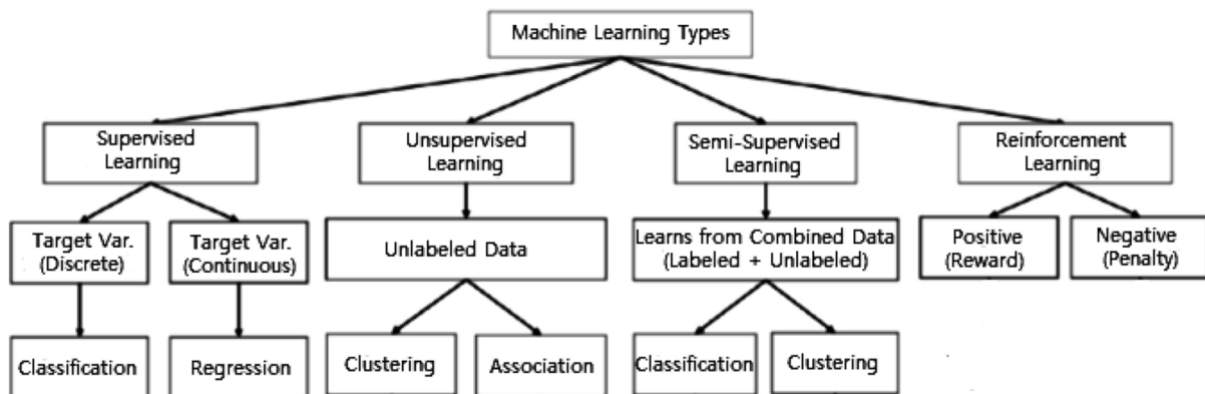 Machine Learning Types
Supervised
Learning
Unsupervised
Learning
Semi-Supervised
Learning
Reinforcement
Learning
Target Var.
(Discrete)
Target Var.
(Continuous)
Unlabeled Data
Learns from Combined Data
(Labeled + Unlabeled)
Positive
(Reward)
Negative
(Penalty)
Classification
Regression
Clustering
Association
Classification
Clustering